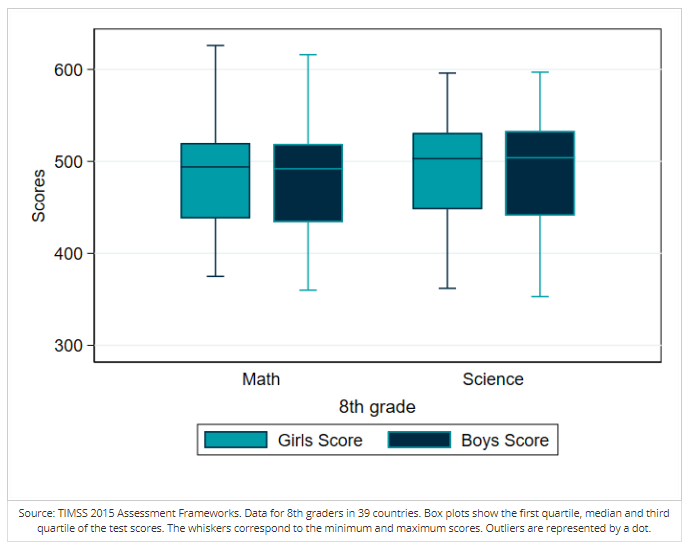 600
500
400
300
Scores
Math Science
8th grade
Girls Score Boys Score
Source: TIMSS 2015 Assessment Frameworks. Data for 8th graders in 39 countries. Box plots show the first quartile, median and third
quartile of the test scores. The whiskers correspond to the minimum and maximum scores. Outliers are represented by a dot.